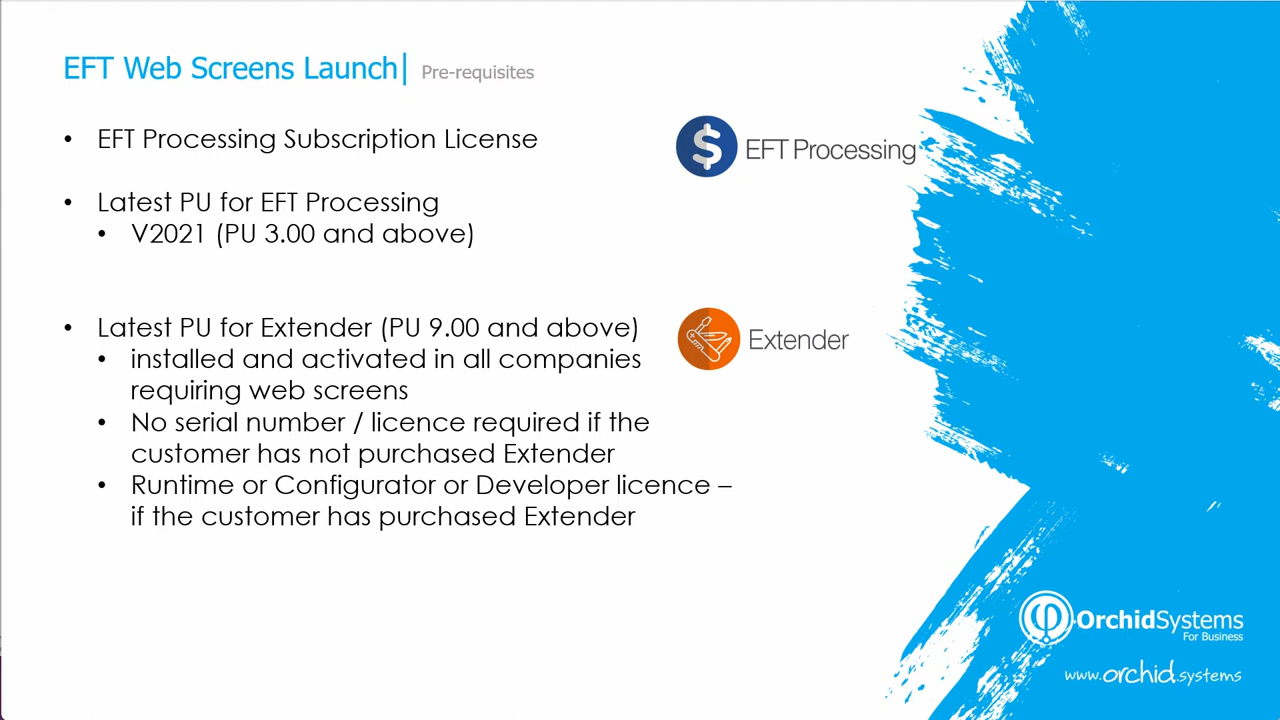 EFT Web Screens Launch| Pre-requisites
• EFT Processing Subscription License
EFT Processing
• Latest PU for EFT Processing
• V2021 (PU 3.00 and above)
• Latest PU for Extender (PU 9.00 and above)
Extender
• installed and activated in all companies
requiring web screens
• No serial number / licence required if the
customer has not purchased Extender
• Runtime or Configurator or Developer licence –
if the customer has purchased Extender
OrchidSystems
For Business
www.orchid.systems